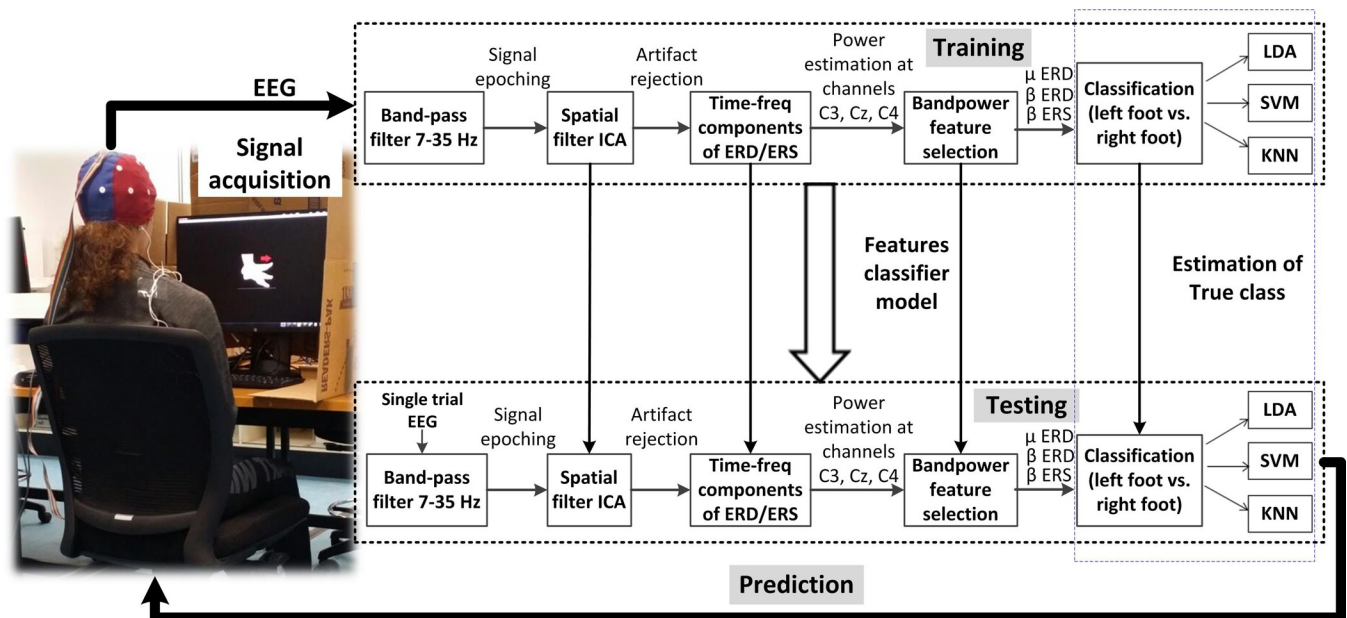 EEG
Signal
acquisition
Training
Band-pass
filter 7-35 Hz
Signal
epoching
Spatial
filter ICA
Artifact
rejection
Time-freq
components
of ERD/ERS
Power
estimation at
channels
C3, Cz, C4
Bandpower
feature
selection
μ ERD
β ERD
β ERS
Classification
(left foot vs.
right foot)
LDA
SVM
KNN
READERS-PAK
Features
classifier
model
Estimation of
True class
Testing
Single trial
EEG
Band-pass
filter 7-35 Hz
Signal
epoching
Spatial
filter ICA
Artifact
rejection
Time-freq
components
of ERD/ERS
Power
estimation at
channels
C3, Cz, C4
Bandpower
feature
selection
μ ERD
β ERD
β ERS
Classification
(left foot vs.
right foot)
LDA
SVM
KNN
Prediction